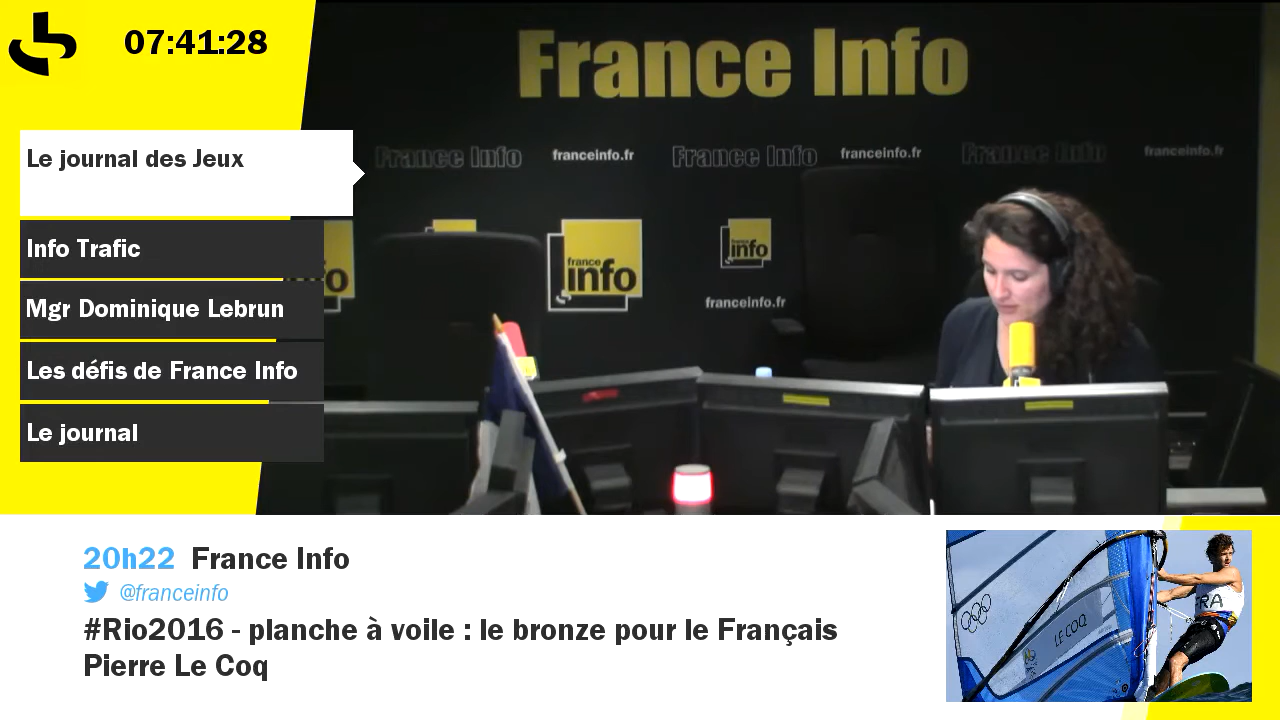 07:41:28
France Info
Le journal des Jeux
France Info franceinfo.fr France Info franceinfo.fr France Info franceinfo.fr
Info Trafic
france info
france info
fo
Mgr Dominique Lebrun
franceinfo.fr
Les défis de France Info
Le journal
20h22 France Info
@franceinfo
#Rio2016 - planche à voile : le bronze pour le Français
Pierre Le Coq
LE COQ
FRA